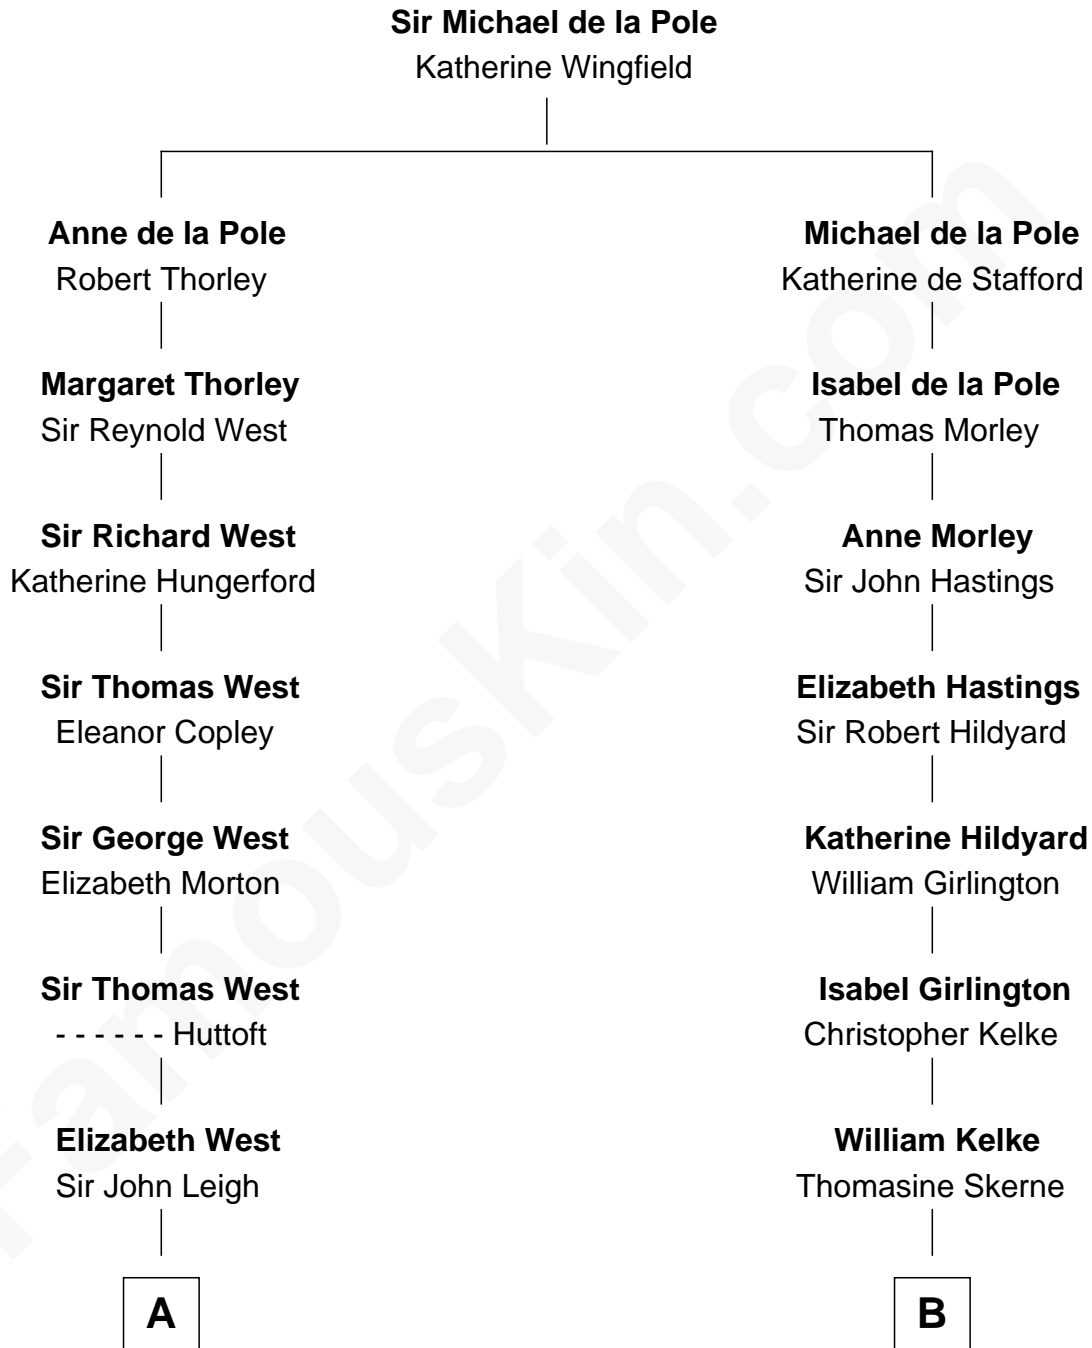 Sir Michael de la Pole
Katherine Wingfield
Anne de la Pole
Robert Thorley
Michael de la Pole
Katherine de Stafford
Margaret Thorley
Sir Reynold West
Isabel de la Pole
Thomas Morley
Sir Richard West
Katherine Hungerford
Anne Morley
Sir John Hastings
Sir Thomas West
Eleanor Copley
Elizabeth Hastings
Sir Robert Hildyard
Sir George West
Elizabeth Morton
Katherine Hildyard
William Girlington
Sir Thomas West
- - - - - - Huttoft
Isabel Girlington
Christopher Kelke
Elizabeth West
Sir John Leigh
William Kelke
Thomasine Skerne
A
B
FamousKin.com